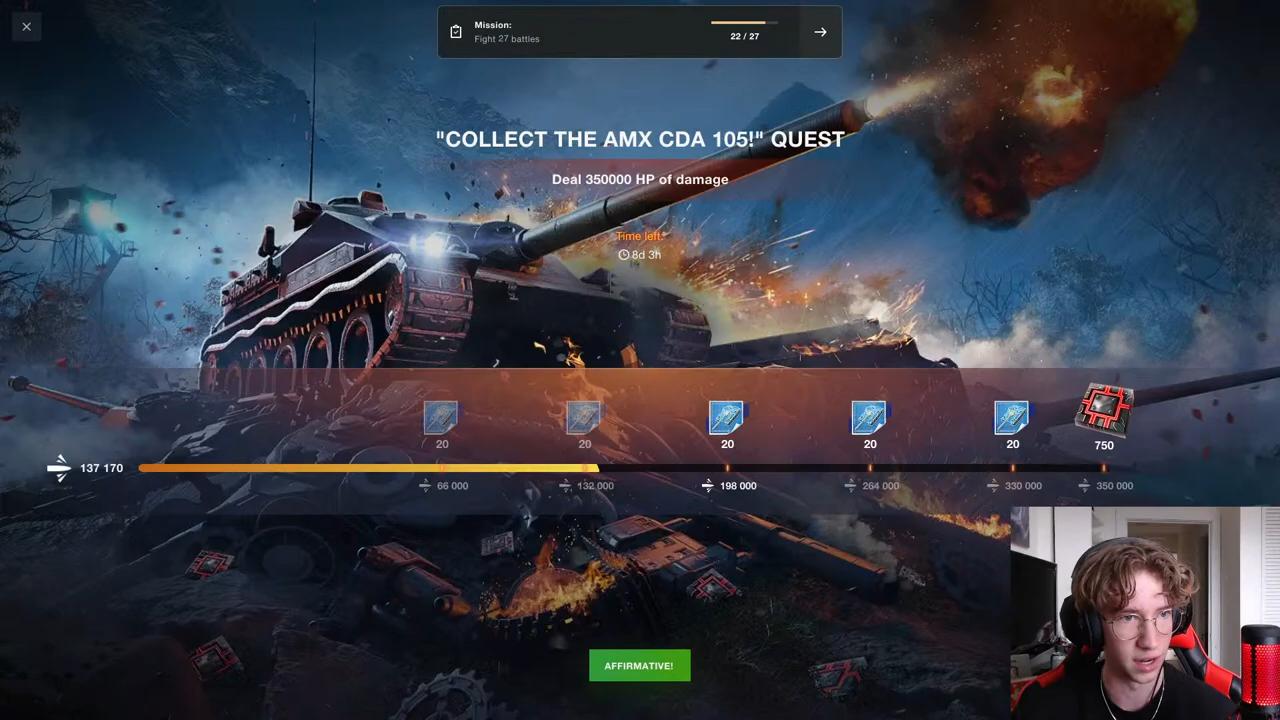 Mission:
Fight 27 battles
22 / 27
"COLLECT THE AMX CDA 105!" QUEST
Deal 350000 HP of damage
Time left:
8d 3h
20
20
20
20
20
750
137 170
66 000
132 000
198 000
264 000
330 000
350 000
AFFIRMATIVE!